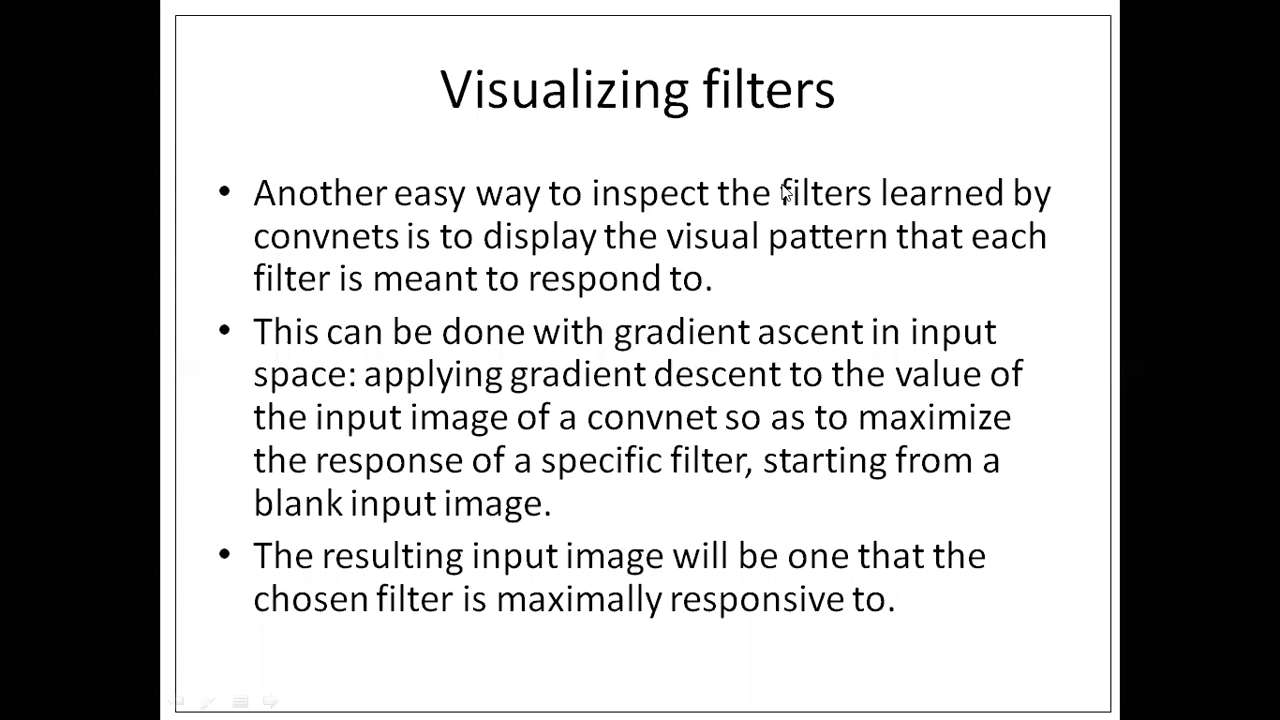 Visualizing filters
• Another easy way to inspect the filters learned by
convnets is to display the visual pattern that each
filter is meant to respond to.
• This can be done with gradient ascent in input
space: applying gradient descent to the value of
the input image of a convnet so as to maximize
the response of a specific filter, starting from a
blank input image.
• The resulting input image will be one that the
chosen filter is maximally responsive to.